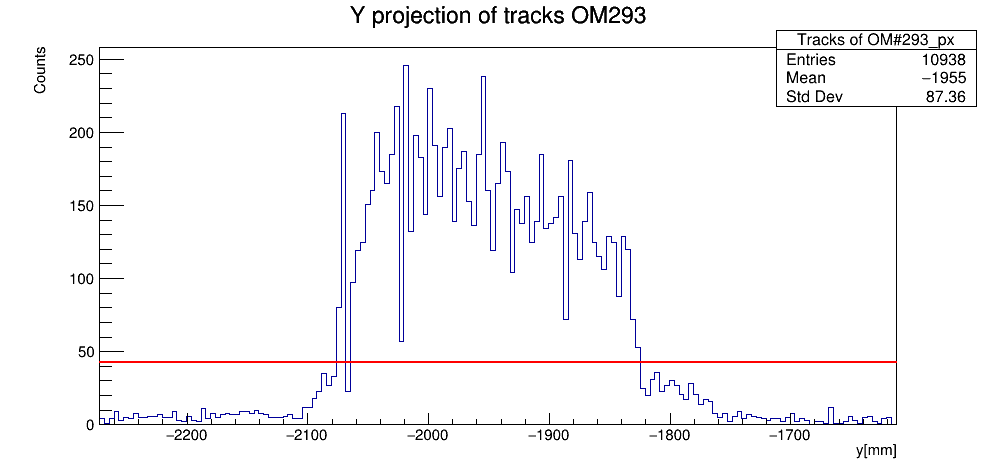 Y projection of tracks OM293
Tracks of OM#293_px
Entries 10938
Mean −1955
Std Dev 87.36
Counts
250
200
150
100
50
0
−2200 −2100 −2000 −1900 −1800 −1700
y[mm]